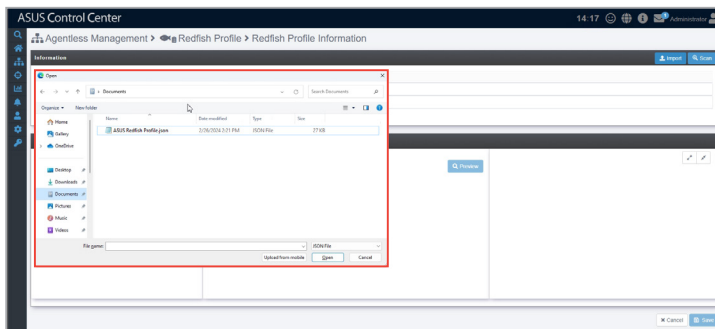 ASUS Control Center
14:17
Administrator
Agentless Management > Redfish Profile > Redfish Profile Information
Information
Import
Scan
Open
Documents
Search Documents
Organize
New folder
Name
Date modified
Type
Size
Home
Gallery
OneDrive
ASUS Redfish Profile.json
2/26/2024 2:21 PM
JSON File
77 KB
Desktop
Downloads
Documents
Pictures
Music
Videos
Preview
File name:
JSON File
Upload from mobile
Open
Cancel
Cancel
Save